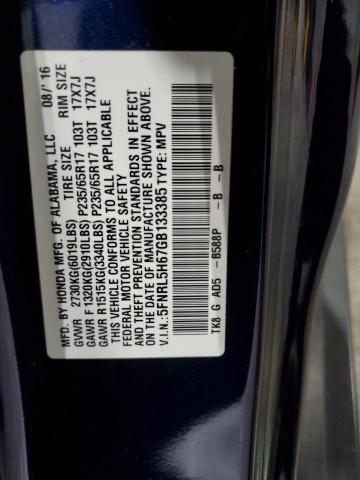 MFD. BY HONDA MFG. OF ALABAMA, LLC 08/'16
TIRE SIZE RIM SIZE
GVWR 2730KG(6019LBS)
GAWR F 1320KG(2910LBS) P235/65R17 103T 17X7J
GAWR R 1515KG(3340LBS) P235/65R17 103T 17X7J
THIS VEHICLE CONFORMS TO ALL APPLICABLE
FEDERAL MOTOR VEHICLE SAFETY
AND THEFT PREVENTION STANDARDS IN EFFECT
ON THE DATE OF MANUFACTURE SHOWN ABOVE.
V.I.N.:5FNRL5H67GB133385 TYPE: MPV
TK8 G AD5 -B588P -B -B